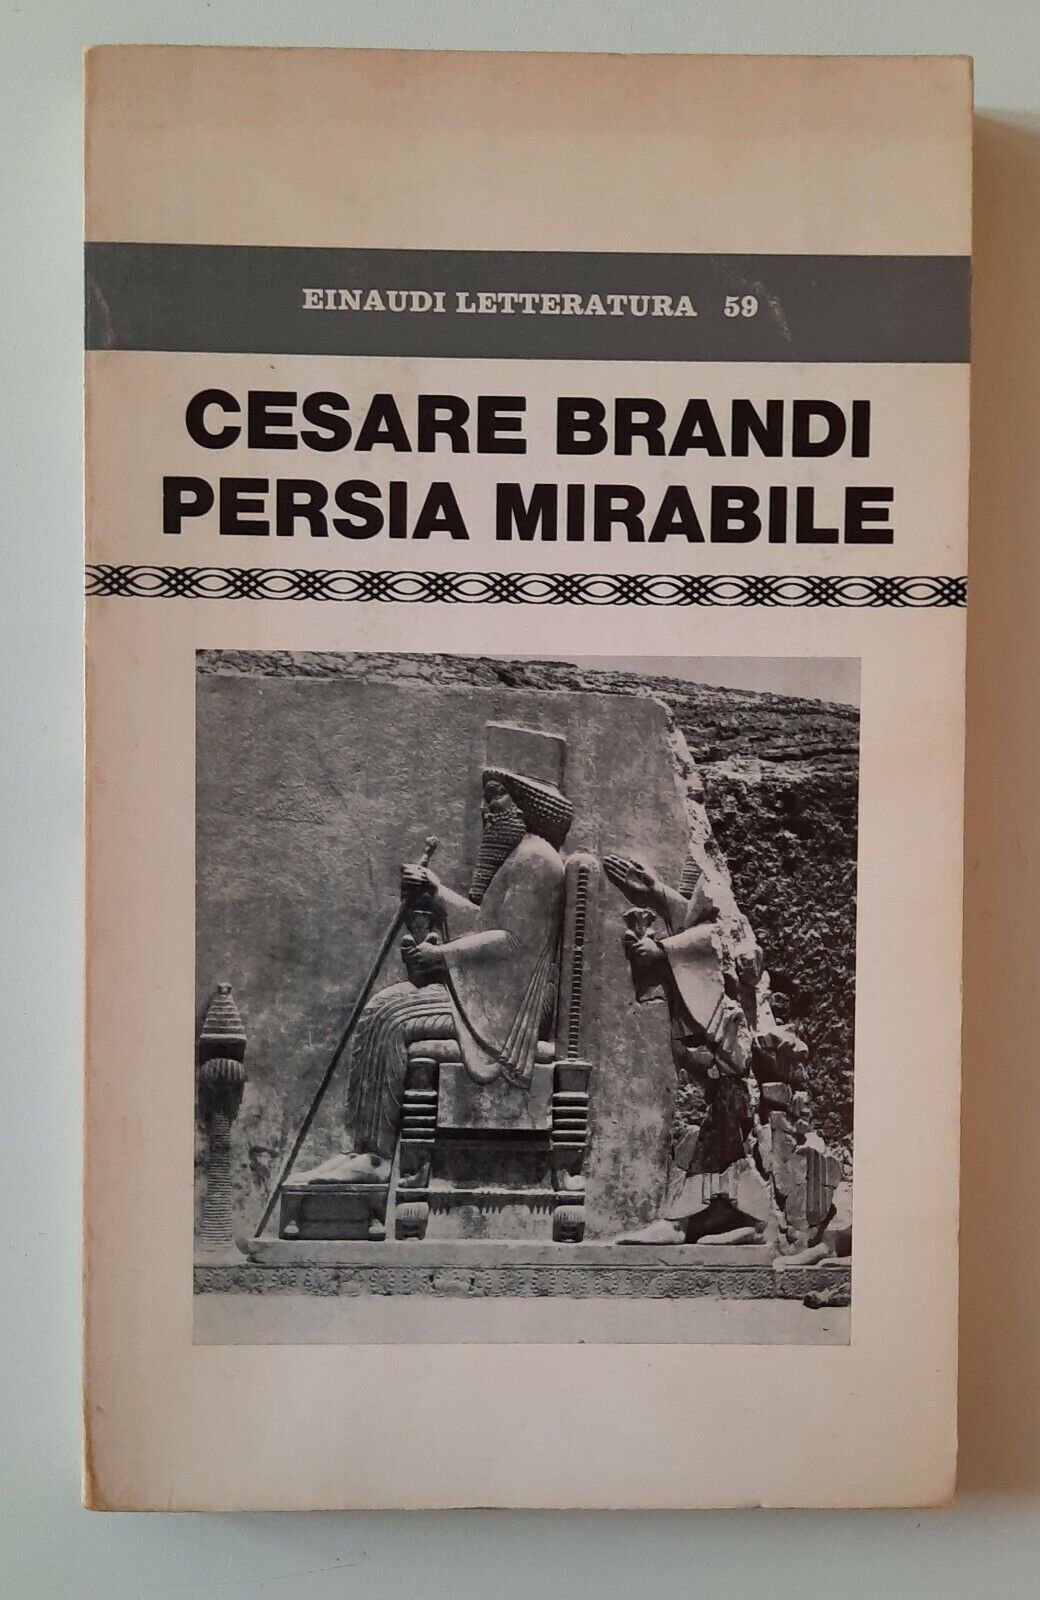 EINAUDI LETTERATURA 59
CESARE BRANDI
PERSIA MIRABILE